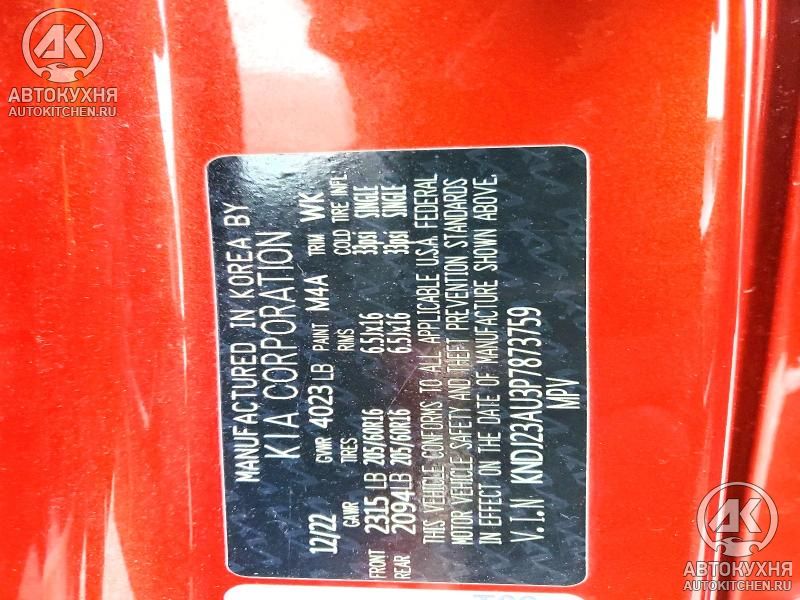 AK
АВТОКУХНЯ
AUTOKITCHEN.RU
MANUFACTURED IN KOREA BY
KIA CORPORATION
12/22 GVWR 4023 LB PAINT M4A TRIM WK
GAWR TIRES RIMS COLD TIRE INFL.
FRONT 2315 LB 205/60R16 6.5Jx16 33psi SINGLE
REAR 2094LB 205/60R16 6.5Jx16 33psi SINGLE
THIS VEHICLE CONFORMS TO ALL APPLICABLE U.S.A. FEDERAL
MOTOR VEHICLE SAFETY AND THEFT PREVENTION STANDARDS
IN EFFECT ON THE DATE OF MANUFACTURE SHOWN ABOVE.
V.I.N KNDJ23AU3P7873759
MPV
AK
АВТОКУХНЯ
AUTOKITCHEN.RU